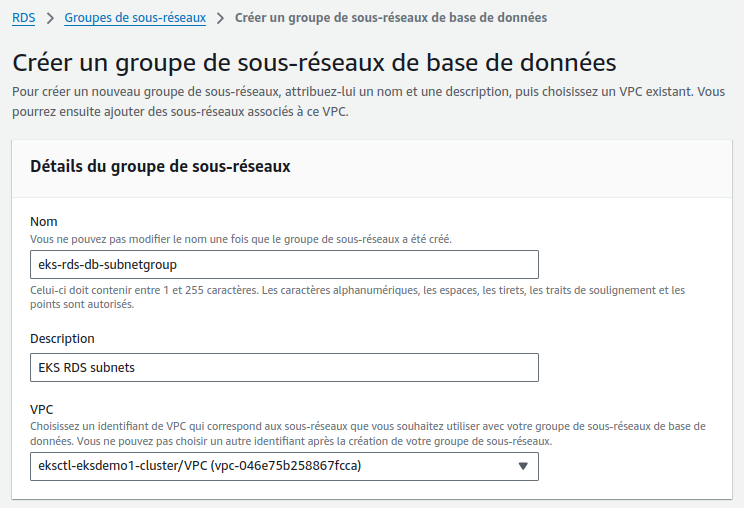 RDS > Groupes de sous-réseaux > Créer un groupe de sous-réseaux de base de données
Créer un groupe de sous-réseaux de base de données
Pour créer un nouveau groupe de sous-réseaux, attribuez-lui un nom et une description, puis choisissez un VPC existant. Vous
pourrez ensuite ajouter des sous-réseaux associés à ce VPC.
Détails du groupe de sous-réseaux
Nom
Vous ne pouvez pas modifier le nom une fois que le groupe de sous-réseaux a été créé.
eks-rds-db-subnetgroup
Celui-ci doit contenir entre 1 et 255 caractères. Les caractères alphanumériques, les espaces, les tirets, les traits de soulignement et les
points sont autorisés.
Description
EKS RDS subnets
VPC
Choisissez un identifiant de VPC qui correspond aux sous-réseaux que vous souhaitez utiliser avec votre groupe de sous-réseaux de base de
données. Vous ne pouvez pas choisir un autre identifiant après la création de votre groupe de sous-réseaux.
eksctl-eksdemo1-cluster/VPC (vpc-046e75b258867fcca)